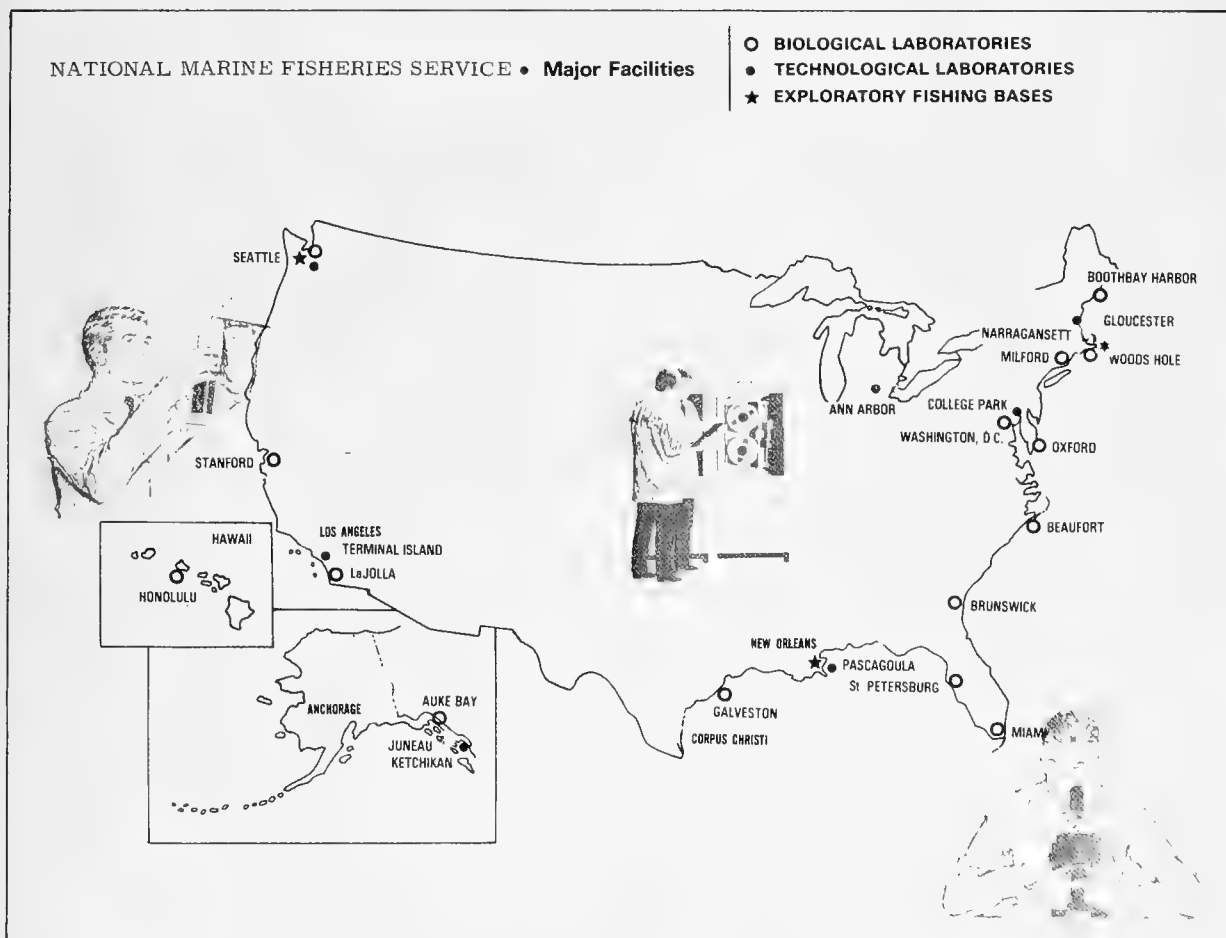 NATIONAL MARINE FISHERIES SERVICE • Major Facilities
BIOLOGICAL LABORATORIES
TECHNOLOGICAL LABORATORIES
EXPLORATORY FISHING BASES
SEATTLE
BOOTHBAY HARBOR
GLOUCESTER
NARRAGANSETT
MILFORD
WOODS HOLE
ANN ARBOR
COLLEGE PARK
WASHINGTON, D.C.
OXFORD
STANFORD
BEAUFORT
HAWAII
LOS ANGELES
TERMINAL ISLAND
LaJOLLA
HONOLULU
BRUNSWICK
NEW ORLEANS
PASCAGOULA
St PETERSBURG
ANCHORAGE
AUKE BAY
GALVESTON
MIAMI
CORPUS CHRISTI
JUNEAU
KETCHIKAN